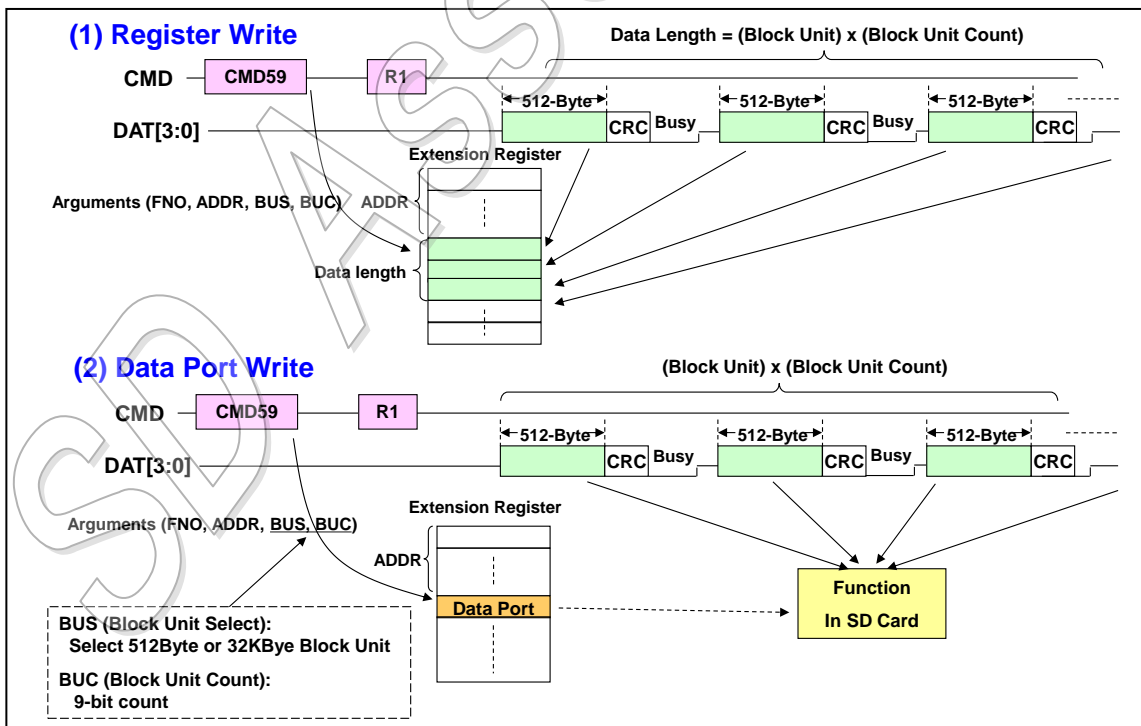 (1) Register Write
Data Length = (Block Unit) x (Block Unit Count)
CMD
CMD59
R1
512-Byte
512-Byte
512-Byte
DAT[3:0]
CRC
Busy
CRC
Busy
CRC
Extension Register
Arguments (FNO, ADDR, BUS, BUC)
ADDR
Data length
(2) Data Port Write
(Block Unit) x (Block Unit Count)
CMD
CMD59
R1
512-Byte
512-Byte
512-Byte
DAT[3:0]
CRC
Busy
CRC
Busy
CRC
Extension Register
Arguments (FNO, ADDR, BUS, BUC)
ADDR
Data Port
Function
In SD Card
BUS (Block Unit Select):
Select 512Byte or 32KBye Block Unit
BUC (Block Unit Count):
9-bit count
SD Ass